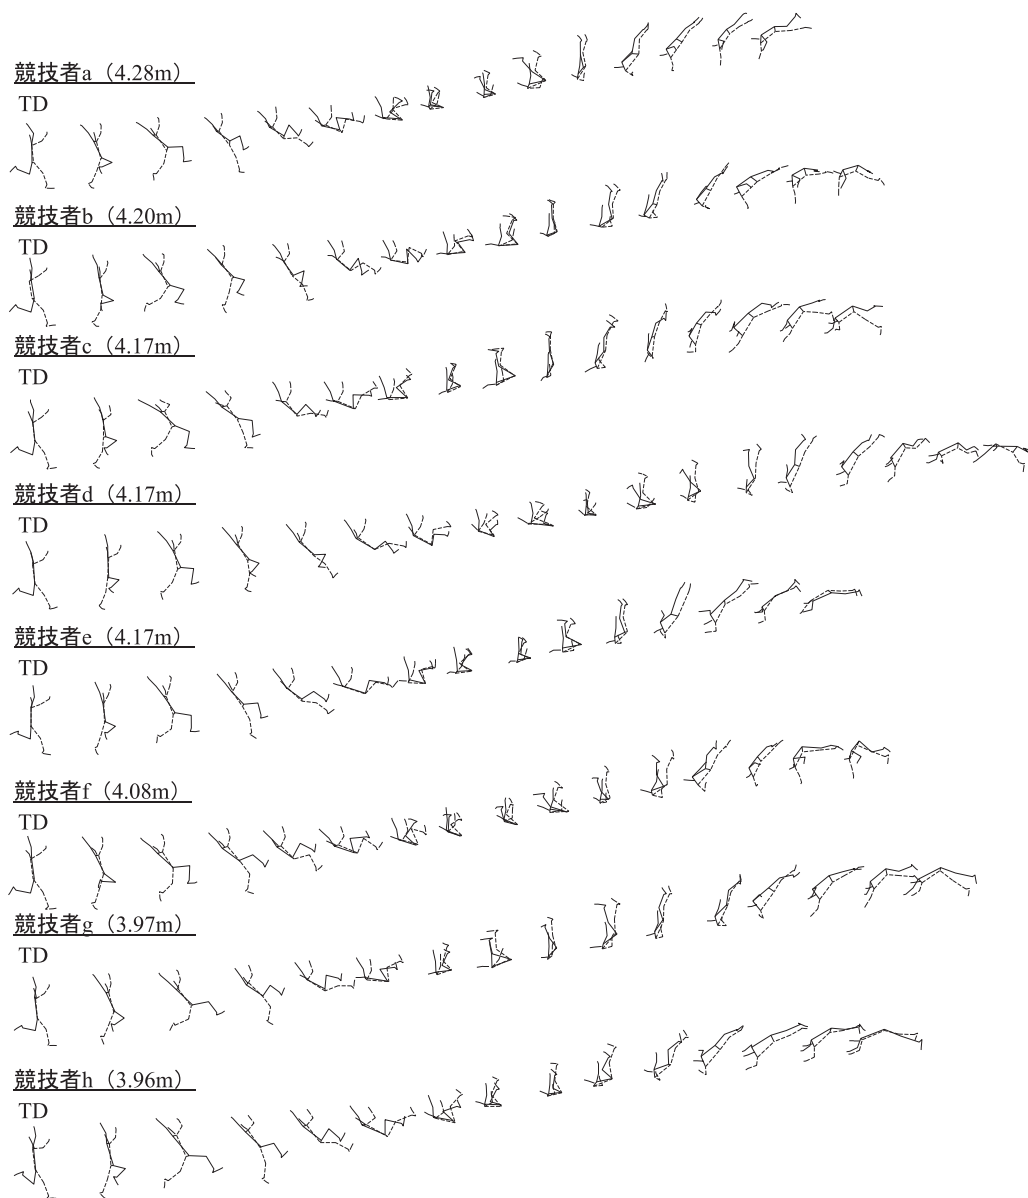 競技者a（4.28m）
TD
競技者b（4.20m）
TD
競技者c（4.17m）
TD
競技者d（4.17m）
TD
競技者e（4.17m）
TD
競技者f（4.08m）
TD
競技者g（3.97m）
TD
競技者h（3.96m）
TD